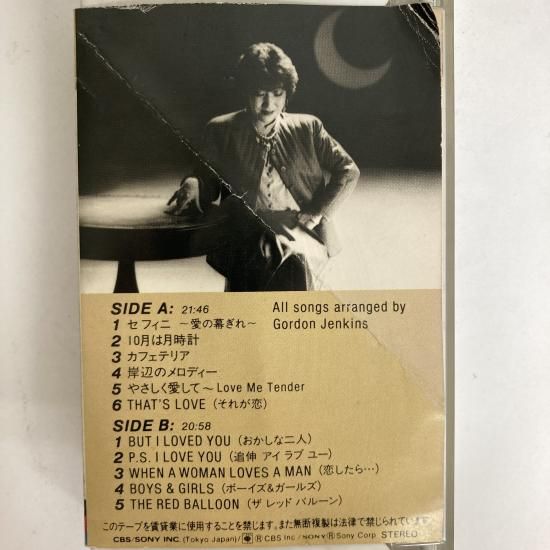 SIDE A: 21:46
All songs arranged by
Gordon Jenkins
1 セ フィニ ～愛の幕ぎれ～
2 10月は月時計
3 カフェテリア
4 岸辺のメロディー
5 やさしく愛して～Love Me Tender
6 THAT'S LOVE（それが恋）
SIDE B: 20:58
1 BUT I LOVED YOU（おかしな二人）
2 P.S. I LOVE YOU（追伸 アイ ラブ ユー）
3 WHEN A WOMAN LOVES A MAN（恋したら…）
4 BOYS & GIRLS（ボーイズ&ガールズ）
5 THE RED BALLOON（ザ レッド バルーン）
このテープを賃貸業に使用することを禁じます。また無断複製は法律で禁じられています。
CBS/SONY INC. (Tokyo Japan)/ ® CBS Inc./SONY ® Sony Corp. STEREO